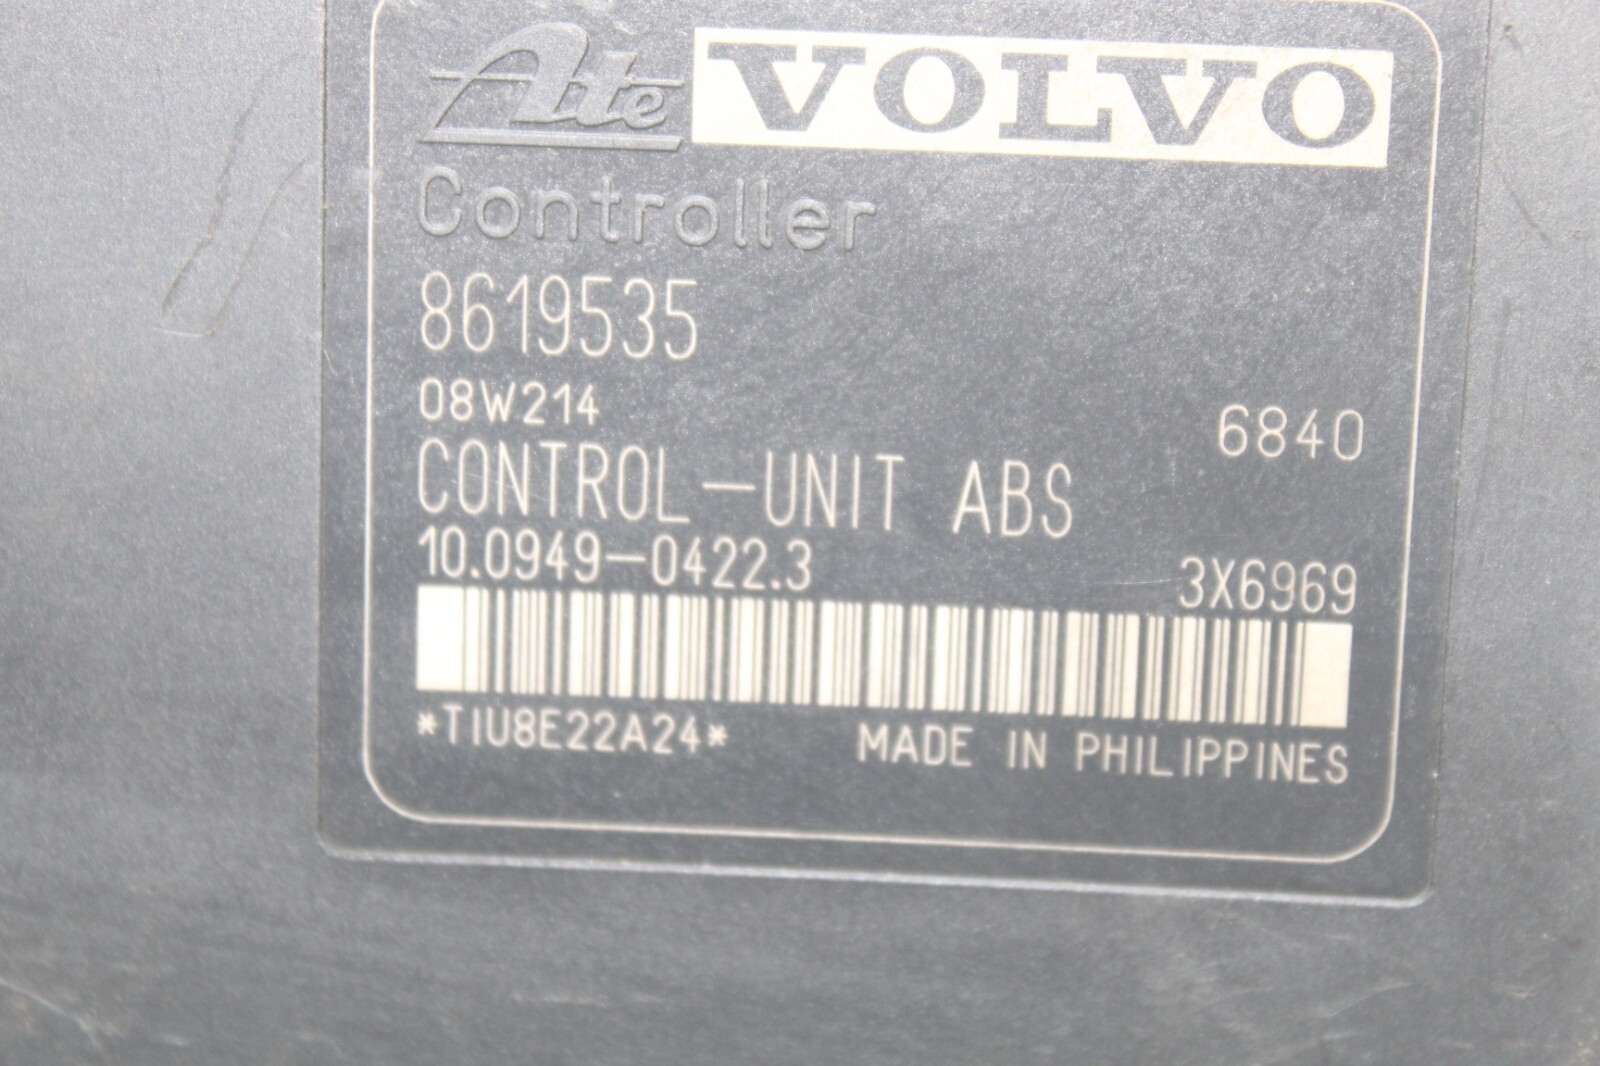 Ate VOLVO
Controller
8619535
08W214 6840
CONTROL-UNIT ABS
10.0949-0422.3 3X6969
*TIU8E22A24* MADE IN PHILIPPINES